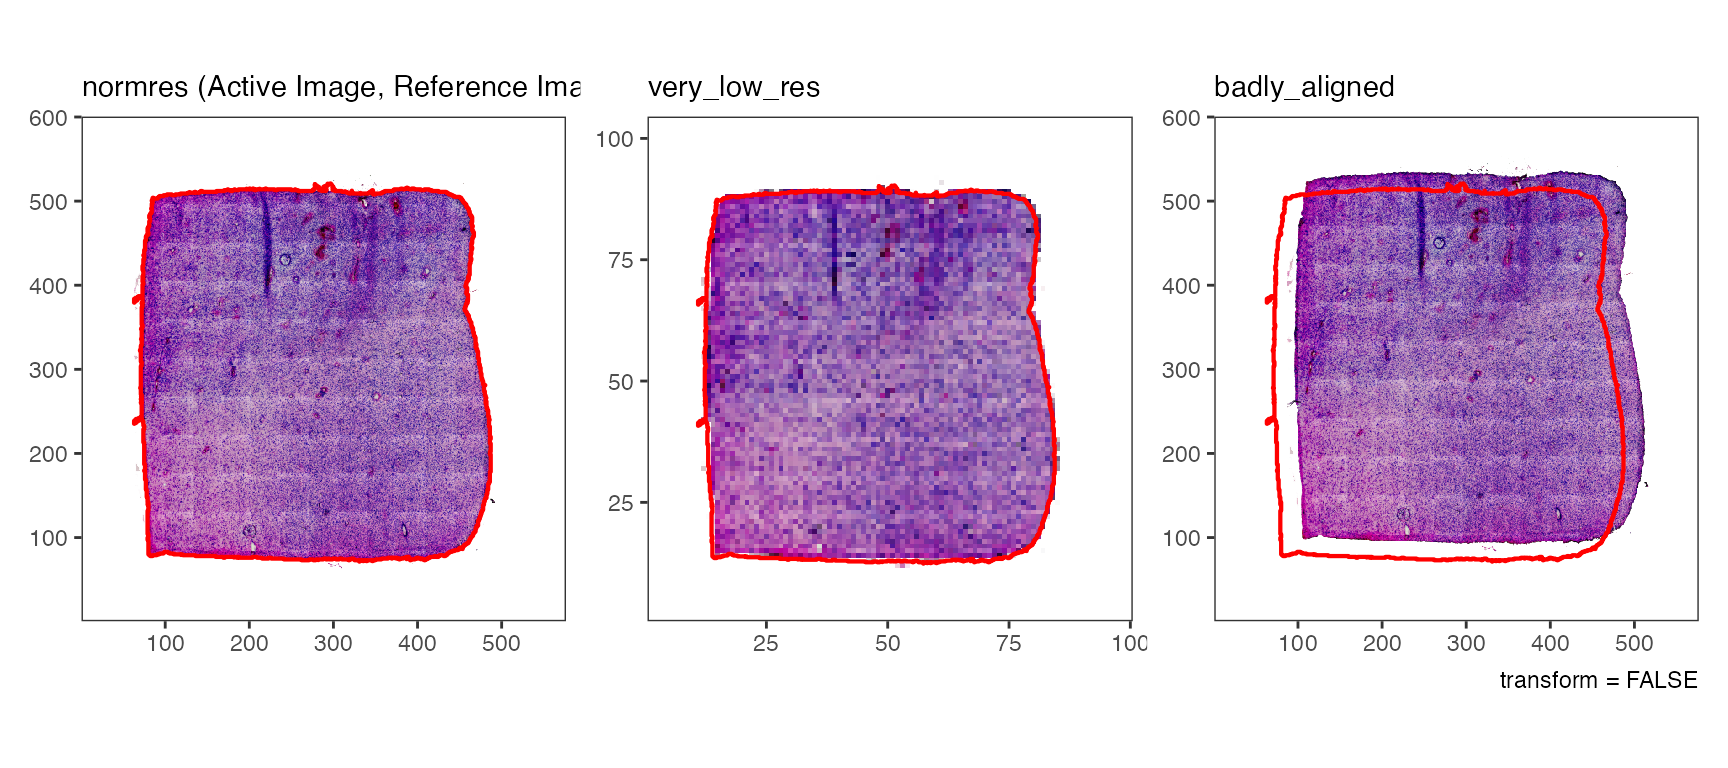 normres (Active Image, Reference Ima
very_low_res
badly_aligned
600
500
400
300
200
100
100 200 300 400 500
100
75
50
25
25 50 75 100
600
500
400
300
200
100
100 200 300 400 500
transform = FALSE